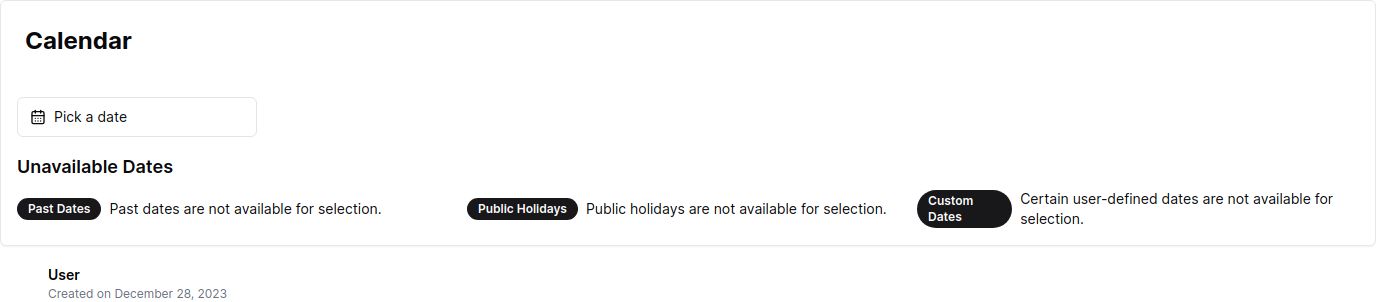 Calendar
Pick a date
Unavailable Dates
Past Dates Past dates are not available for selection.
Public Holidays Public holidays are not available for selection.
Custom Dates Certain user-defined dates are not available for selection.
User
Created on December 28, 2023